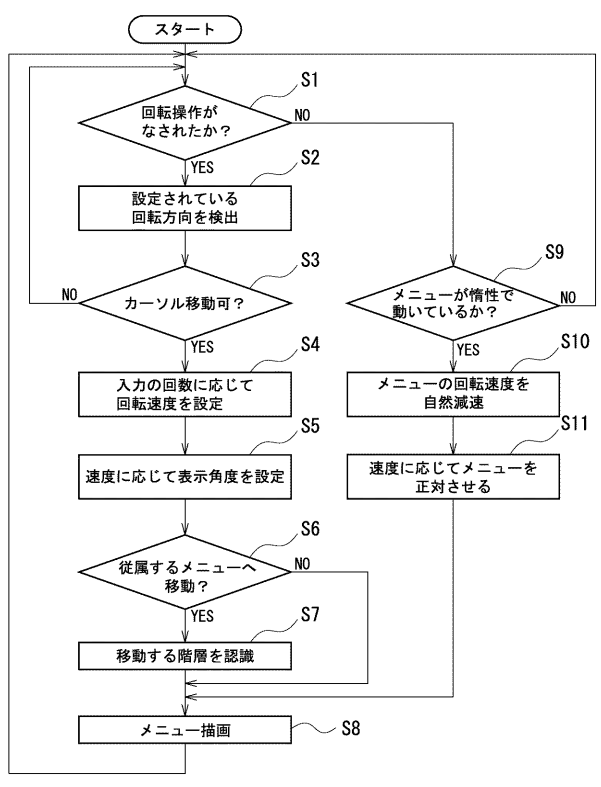 スタート
S1
回転操作が
なされたか？
NO
YES
S2
設定されている
回転方向を検出
S3
カーソル移動可？
NO
YES
S4
入力の回数に応じて
回転速度を設定
S5
速度に応じて表示角度を設定
S6
従属するメニューへ
移動？
NO
YES
S7
移動する階層を認識
メニュー描画
S8
S9
メニューが惰性で
動いているか？
NO
YES
S10
メニューの回転速度を
自然減速
S11
速度に応じてメニューを
正対させる